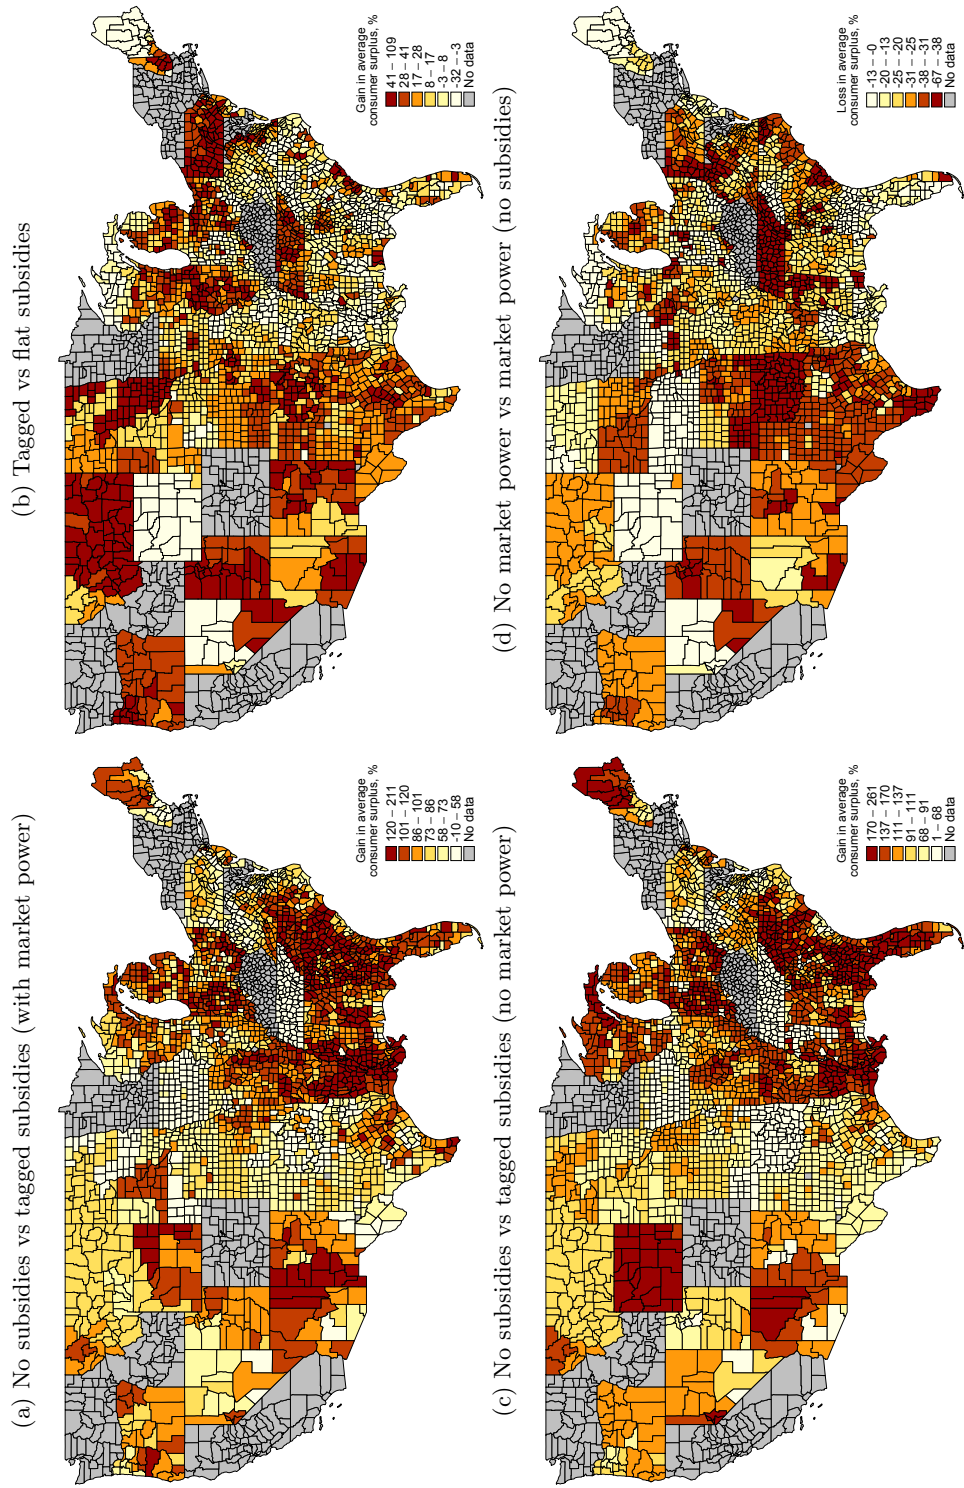 (a) No subsidies vs tagged subsidies (with market power)
Gain in average
consumer surplus, %
120 – 211
101 – 120
86 – 101
73 – 86
58 – 73
-10 – 58
No data
(b) Tagged vs flat subsidies
Gain in average
consumer surplus, %
41 – 109
28 – 41
17 – 28
8 – 17
-3 – 8
-32 – -3
No data
(c) No subsidies vs tagged subsidies (no market power)
Gain in average
consumer surplus, %
170 – 261
137 – 170
111 – 137
91 – 111
68 – 91
1 – 68
No data
(d) No market power vs market power (no subsidies)
Loss in average
consumer surplus, %
-13 – -0
-20 – -13
-25 – -20
-31 – -25
-38 – -31
-67 – -38
No data